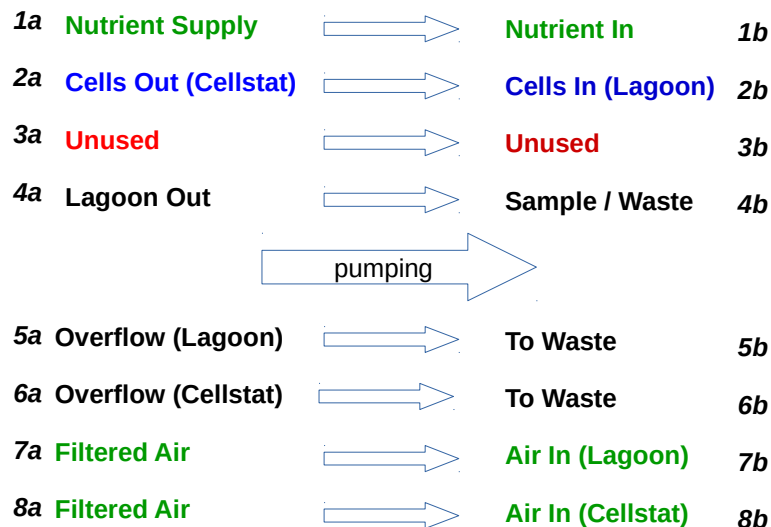 1a Nutrient Supply Nutrient In 1b
2a Cells Out (Cellstat) Cells In (Lagoon) 2b
3a Unused Unused 3b
4a Lagoon Out Sample / Waste 4b
pumping
5a Overflow (Lagoon) To Waste 5b
6a Overflow (Cellstat) To Waste 6b
7a Filtered Air Air In (Lagoon) 7b
8a Filtered Air Air In (Cellstat) 8b